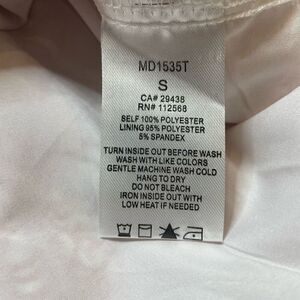 MD1535T
S
CA# 29438
RN# 112568
SELF 100% POLYESTER
LINING 95% POLYESTER
5% SPANDEX
TURN INSIDE OUT BEFORE WASH
WASH WITH LIKE COLORS
GENTLE MACHINE WASH COLD
HANG TO DRY
DO NOT BLEACH
IRON INSIDE OUT WITH
LOW HEAT IF NEEDED